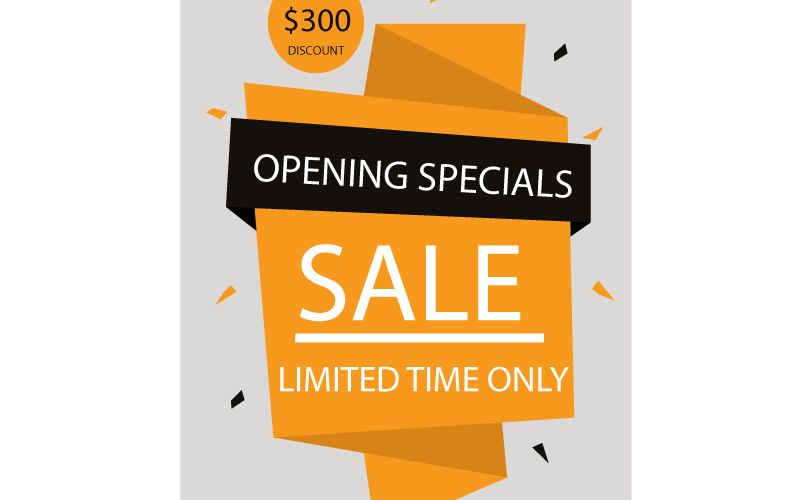 $300
DISCOUNT
OPENING SPECIALS
SALE
LIMITED TIME ONLY